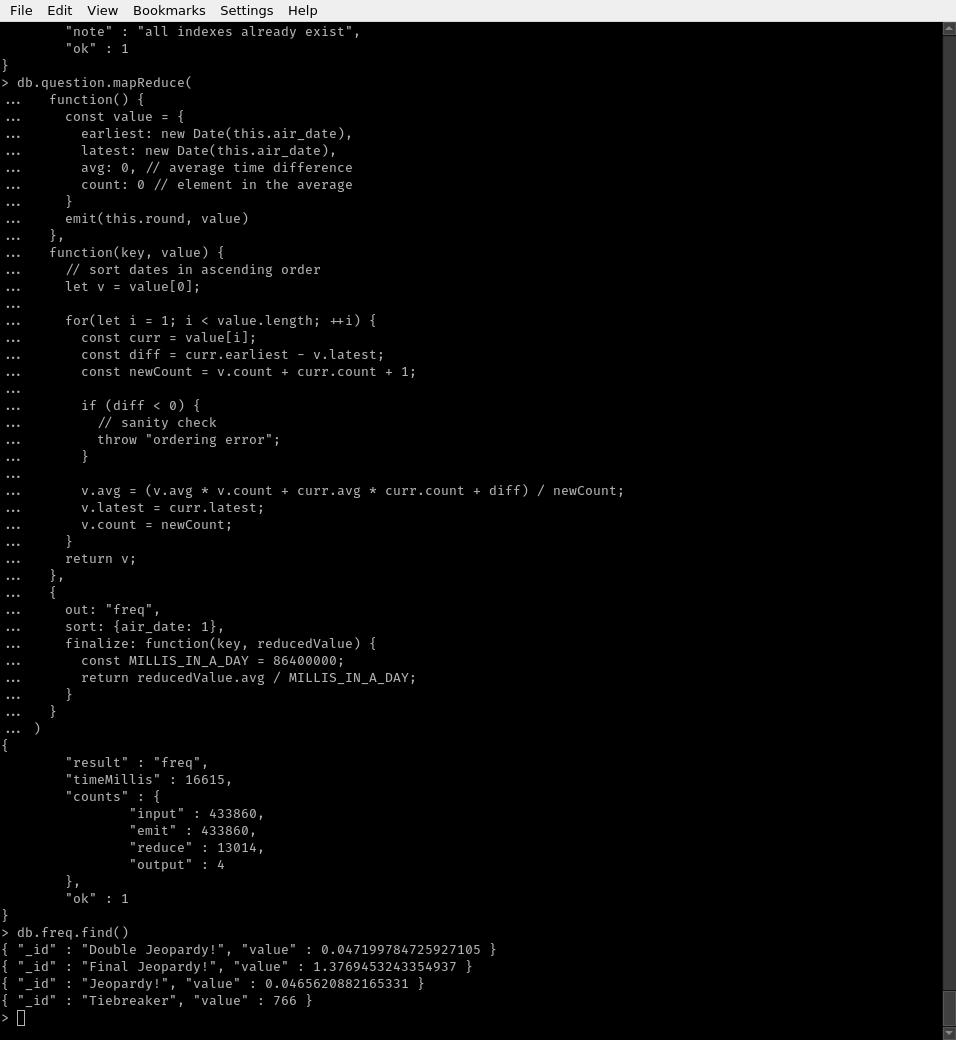 File Edit View Bookmarks Settings Help
        "note" : "all indexes already exist",
        "ok" : 1
}
> db.question.mapReduce(
...   function() {
...     const value = {
...       earliest: new Date(this.air_date),
...       latest: new Date(this.air_date),
...       avg: 0, // average time difference
...       count: 0 // element in the average
...     }
...     emit(this.round, value)
...   },
...   function(key, value) {
...     // sort dates in ascending order
...     let v = value[0];
...
...     for(let i = 1; i < value.length; ++i) {
...       const curr = value[i];
...       const diff = curr.earliest - v.latest;
...       const newCount = v.count + curr.count + 1;
...
...       if (diff < 0) {
...         // sanity check
...         throw "ordering error";
...       }
...
...       v.avg = (v.avg * v.count + curr.avg * curr.count + diff) / newCount;
...       v.latest = curr.latest;
...       v.count = newCount;
...     }
...     return v;
...   },
...   {
...     out: "freq",
...     sort: {air_date: 1},
...     finalize: function(key, reducedValue) {
...       const MILLIS_IN_A_DAY = 86400000;
...       return reducedValue.avg / MILLIS_IN_A_DAY;
...     }
...   }
... )
{
        "result" : "freq",
        "timeMillis" : 16615,
        "counts" : {
                "input" : 433860,
                "emit" : 433860,
                "reduce" : 13014,
                "output" : 4
        },
        "ok" : 1
}
> db.freq.find()
{ "_id" : "Double Jeopardy!", "value" : 0.047199784725927105 }
{ "_id" : "Final Jeopardy!", "value" : 1.3769453243354937 }
{ "_id" : "Jeopardy!", "value" : 0.0465620882165331 }
{ "_id" : "Tiebreaker", "value" : 766 }
>